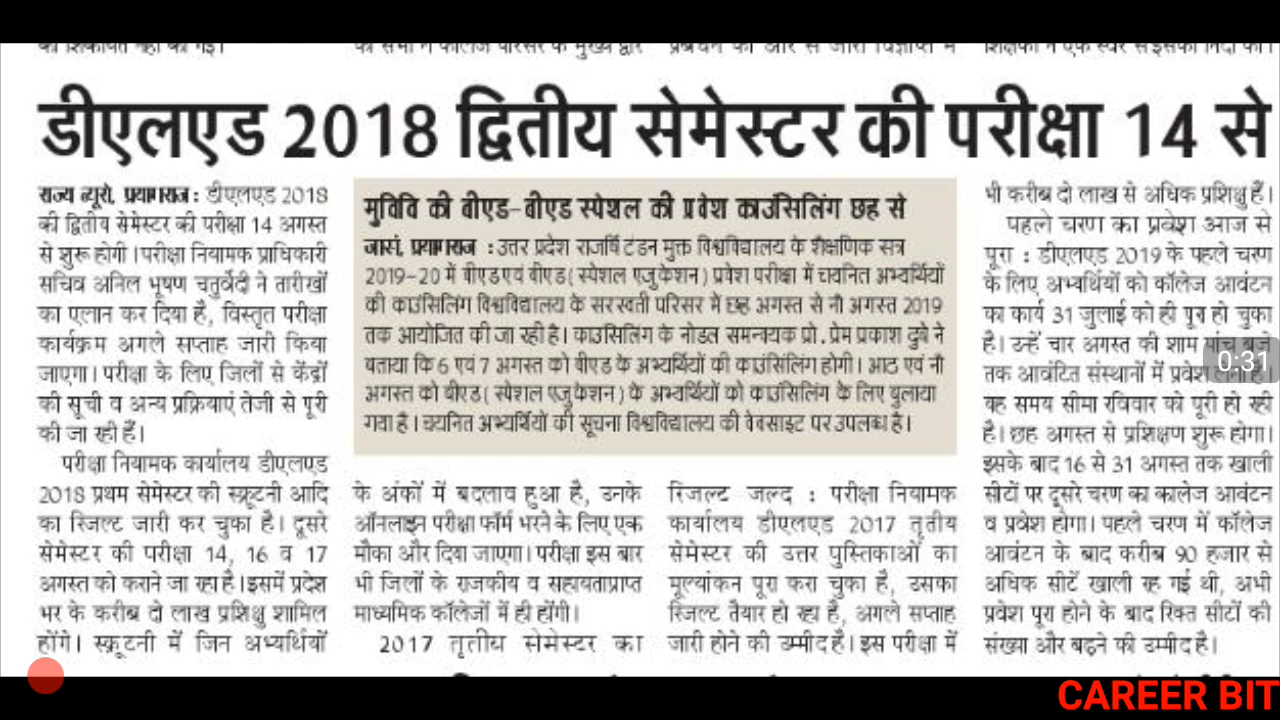 डीएलएड 2018 द्वितीय सेमेस्टर की परीक्षा 14 से
राज्य ब्यूरो, प्रयागराज : डीएलएड 2018
की द्वितीय सेमेस्टर की परीक्षा 14 अगस्त
से शुरू होगी। परीक्षा नियामक प्राधिकारी
सचिव अनिल भूषण चतुर्वेदी ने तारीखों
का एलान कर दिया है, विस्तृत परीक्षा
कार्यक्रम अगले सप्ताह जारी किया
जाएगा। परीक्षा के लिए जिलों से केंद्रों
की सूची व अन्य प्रक्रियाएं तेजी से पूरी
की जा रही हैं।
परीक्षा नियामक कार्यालय डीएलएड
2018 प्रथम सेमेस्टर की स्क्रूटनी आदि
का रिजल्ट जारी कर चुका है। दूसरे
सेमेस्टर की परीक्षा 14, 16 व 17
अगस्त को कराने जा रहा है। इसमें प्रदेश
भर के करीब दो लाख प्रशिक्षु शामिल
होंगे। स्क्रूटनी में जिन अभ्यर्थियों
मुविवि की बीएड-बीएड स्पेशल की प्रवेश काउंसिलिंग छह से
जासं, प्रयागराज : उत्तर प्रदेश राजर्षि टंडन मुक्त विश्वविद्यालय के शैक्षणिक सत्र
2019-20 में बीएड एवं बीएड ( स्पेशल एजुकेशन ) प्रवेश परीक्षा में चयनित अभ्यर्थियों
की काउंसिलिंग विश्वविद्यालय के सरस्वती परिसर में छह अगस्त से नौ अगस्त 2019
तक आयोजित की जा रही है। काउंसिलिंग के नोडल समन्वयक प्रो. प्रेम प्रकाश दुबे ने
बताया कि 6 एवं 7 अगस्त को बीएड के अभ्यर्थियों की काउंसिलिंग होगी। आठ एवं नौ
अगस्त को बीएड ( स्पेशल एजुकेशन ) के अभ्यर्थियों को काउंसिलिंग के लिए बुलाया
गया है। चयनित अभ्यर्थियों की सूचना विश्वविद्यालय की वेबसाइट पर उपलब्ध है।
के अंकों में बदलाव हुआ है, उनके
ऑनलाइन परीक्षा फॉर्म भरने के लिए एक
मौका और दिया जाएगा। परीक्षा इस बार
भी जिलों के राजकीय व सहायताप्राप्त
माध्यमिक कॉलेजों में ही होंगी।
2017 तृतीय सेमेस्टर का
रिजल्ट जल्द : परीक्षा नियामक
कार्यालय डीएलएड 2017 तृतीय
सेमेस्टर की उत्तर पुस्तिकाओं का
मूल्यांकन पूरा करा चुका है, उसका
रिजल्ट तैयार हो रहा है, अगले सप्ताह
जारी होने की उम्मीद है। इस परीक्षा में
भी करीब दो लाख से अधिक प्रशिक्षु हैं।
पहले चरण का प्रवेश आज से
पूरा : डीएलएड 2019 के पहले चरण
के लिए अभ्यर्थियों को कॉलेज आवंटन
का कार्य 31 जुलाई को ही पूरा हो चुका
है। उन्हें चार अगस्त की शाम पांच बजे
तक आवंटित संस्थानों में प्रवेश
0:31
यह समय सीमा रविवार को पूरी हो रही
है। छह अगस्त से प्रशिक्षण शुरू होगा।
इसके बाद 16 से 31 अगस्त तक खाली
सीटों पर दूसरे चरण का कालेज आवंटन
व प्रवेश होगा। पहले चरण में कॉलेज
आवंटन के बाद करीब 90 हजार से
अधिक सीटें खाली रह गई थी, अभी
प्रवेश पूरा होने के बाद रिक्त सीटों की
संख्या और बढ़ने की उम्मीद है।
CAREER BIT